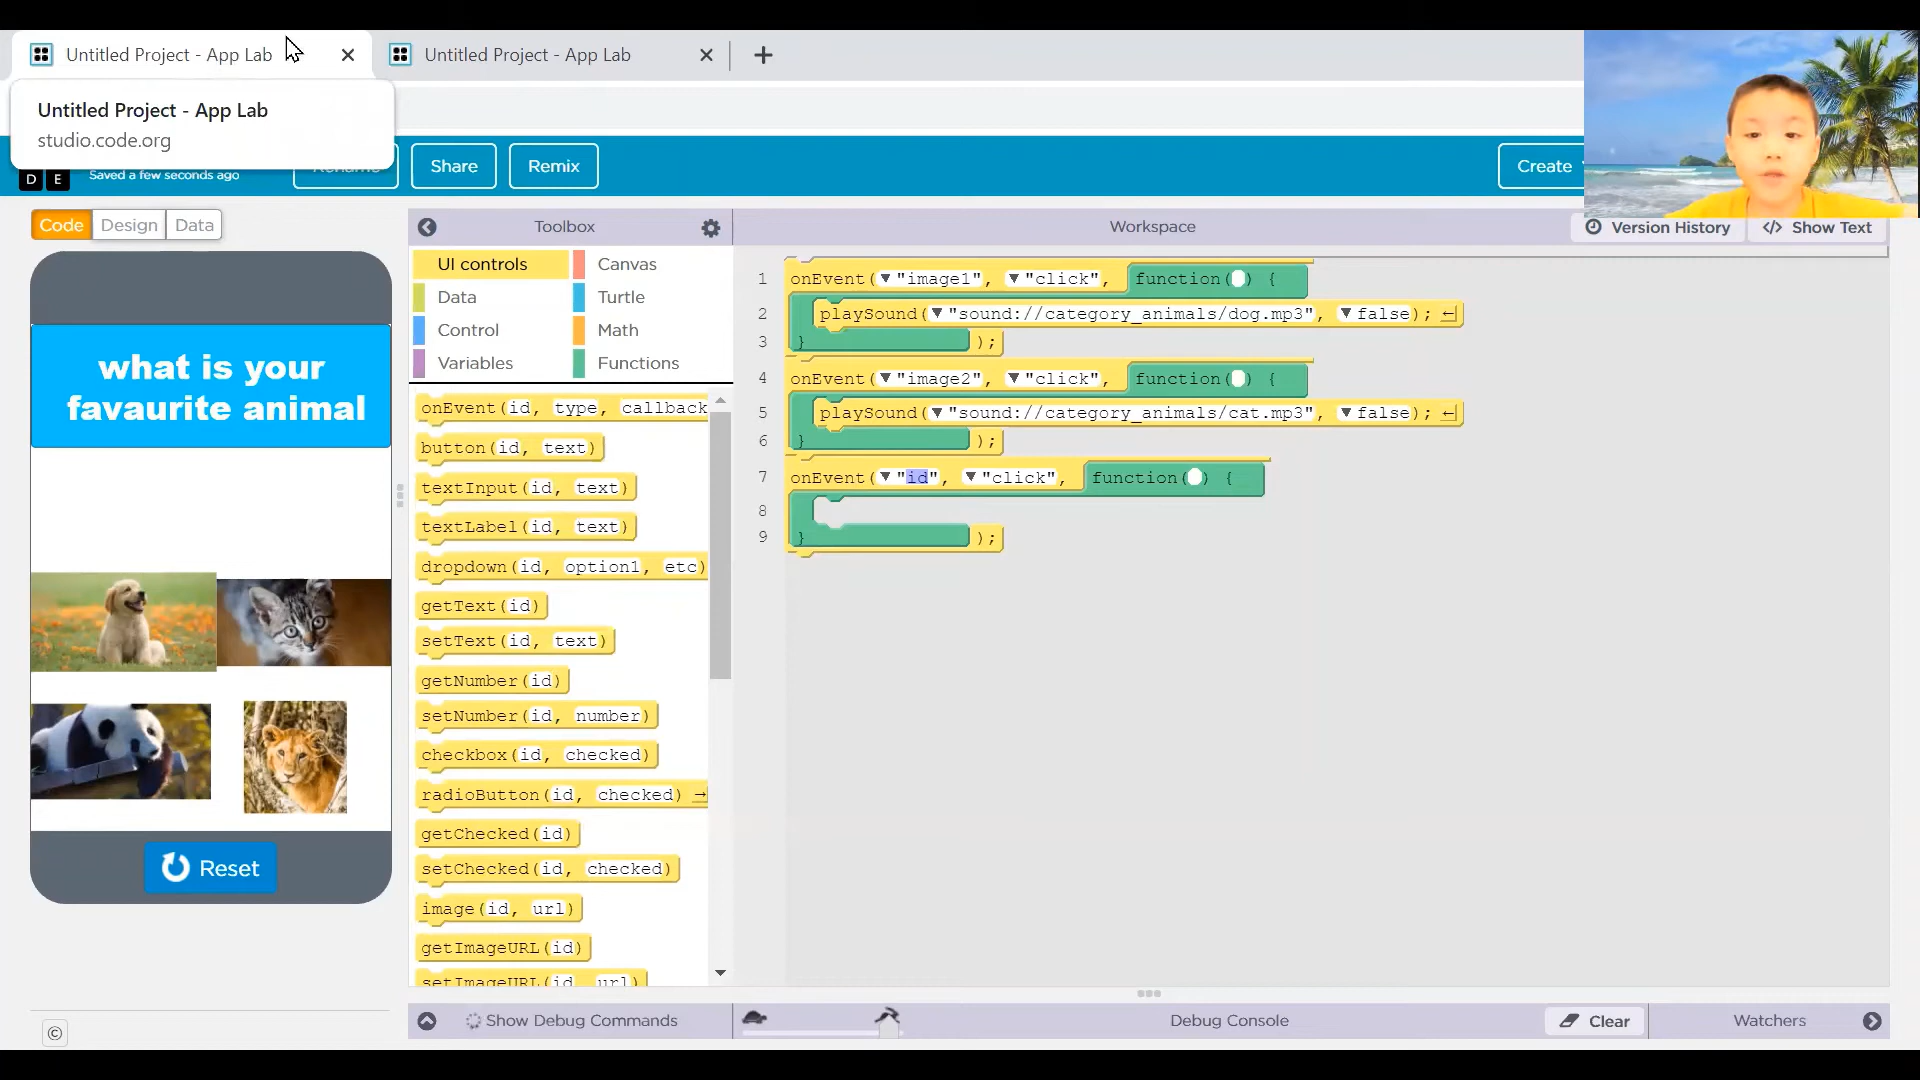 Untitled Project - App Lab
Untitled Project - App Lab
Untitled Project - App Lab
studio.code.org
D E
Saved a few seconds ago
Share
Remix
Create
Code
Design
Data
Toolbox
Workspace
Version History
</> Show Text
UI controls
Canvas
Data
Turtle
Control
Math
Variables
Functions
what is your
favaurite animal
Reset
©
onEvent(id, type, callback
button(id, text)
textInput(id, text)
textLabel(id, text)
dropdown(id, option1, etc)
getText(id)
setText(id, text)
getNumber(id)
setNumber(id, number)
checkbox(id, checked)
radioButton(id, checked)
getChecked(id)
setChecked(id, checked)
image(id, url)
getImageURL(id)
setImageURL(id, url)
1 onEvent("image1", "click", function() {
2 playSound("sound://category_animals/dog.mp3", false);
3 } );
4 onEvent("image2", "click", function() {
5 playSound("sound://category_animals/cat.mp3", false);
6 } );
7 onEvent("id", "click", function() {
8
9 } );
Show Debug Commands
Debug Console
Clear
Watchers